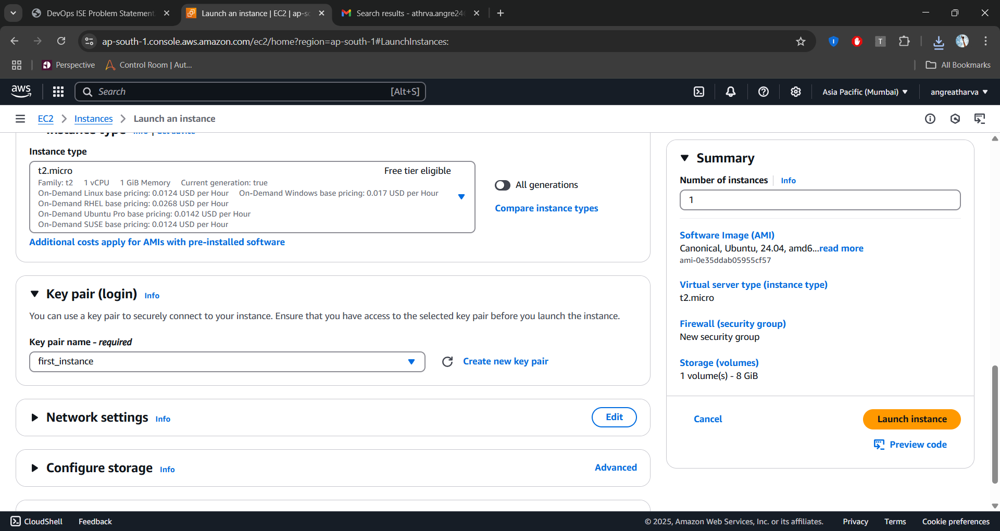 DevOps ISE Problem Statement
Launch an instance | EC2 | ap-so
Search results - athrva.angre24
ap-south-1.console.aws.amazon.com/ec2/home?region=ap-south-1#LaunchInstances:
Perspective
Control Room | Aut...
All Bookmarks
aws
Search
[Alt+S]
Asia Pacific (Mumbai)
angreatharva
EC2
Instances
Launch an instance
Instance type Info | Get advice
Instance type
t2.micro
Free tier eligible
Family: t2 1 vCPU 1 GiB Memory Current generation: true
On-Demand Linux base pricing: 0.0124 USD per Hour On-Demand Windows base pricing: 0.017 USD per Hour
On-Demand RHEL base pricing: 0.0268 USD per Hour
On-Demand Ubuntu Pro base pricing: 0.0142 USD per Hour
On-Demand SUSE base pricing: 0.0124 USD per Hour
All generations
Compare instance types
Additional costs apply for AMIs with pre-installed software
Key pair (login) Info
You can use a key pair to securely connect to your instance. Ensure that you have access to the selected key pair before you launch the instance.
Key pair name - required
first_instance
Create new key pair
Network settings Info
Edit
Configure storage Info
Advanced
Summary
Number of instances
Info
1
Software Image (AMI)
Canonical, Ubuntu, 24.04, amd6...read more
ami-0e35ddab05955cf57
Virtual server type (instance type)
t2.micro
Firewall (security group)
New security group
Storage (volumes)
1 volume(s) - 8 GiB
Cancel
Launch instance
Preview code
CloudShell
Feedback
© 2025, Amazon Web Services, Inc. or its affiliates.
Privacy
Terms
Cookie preferences